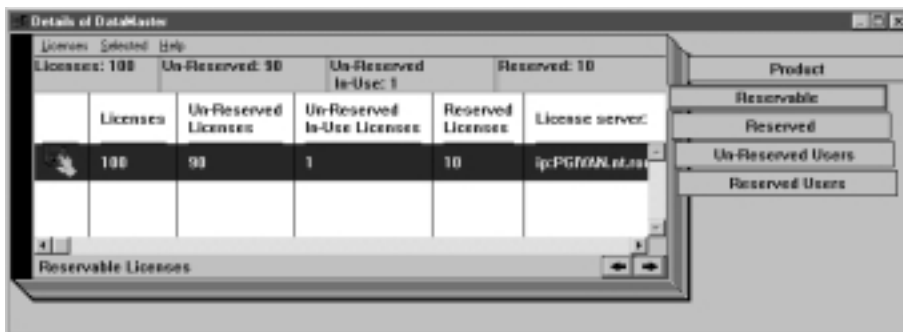 Details of DataMaster
Licenses Selected Help
Licenses: 100 Un-Reserved: 90 Un-Reserved In-Use: 1 Reserved: 10
Licenses Un-Reserved Licenses Un-Reserved In-Use Licenses Reserved Licenses License server:
100 90 1 10
Reservable Licenses
Product
Reservable
Reserved
Un-Reserved Users
Reserved Users